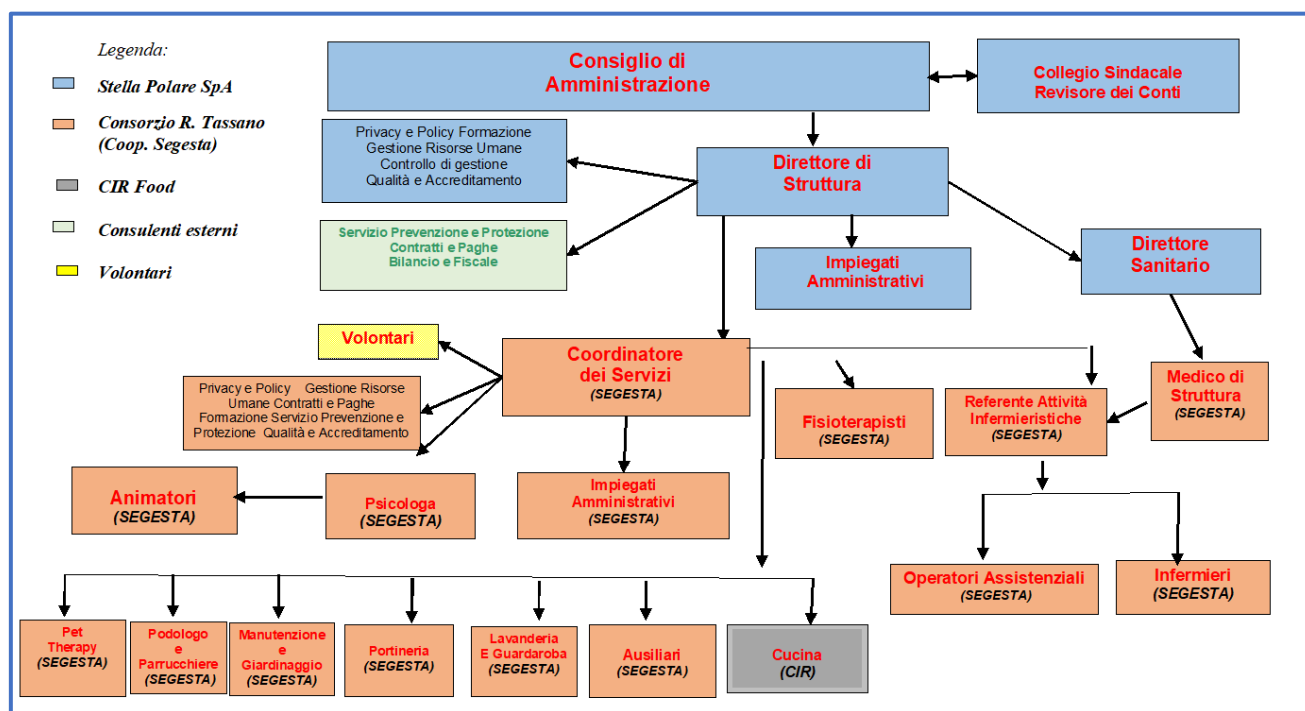 Legenda:
Stella Polare SpA
Consorzio R. Tassano
(Coop. Segesta)
CIR Food
Consulenti esterni
Volontari
Consiglio di
Amministrazione
Collegio Sindacale
Revisore dei Conti
Privacy e Policy Formazione
Gestione Risorse Umane
Controllo di gestione
Qualità e Accreditamento
Direttore di
Struttura
Servizio Prevenzione e Protezione
Contratti e Paghe
Bilancio e Fiscale
Impiegati
Amministrativi
Direttore
Sanitario
Volontari
Coordinatore
dei Servizi
(SEGESTA)
Privacy e Policy Gestione Risorse
Umane Contratti e Paghe
Formazione Servizio Prevenzione e
Protezione Qualità e Accreditamento
Fisioterapisti
(SEGESTA)
Referente Attività
Infermieristiche
(SEGESTA)
Medico di
Struttura
(SEGESTA)
Animatori
(SEGESTA)
Psicologa
(SEGESTA)
Impiegati
Amministrativi
(SEGESTA)
Operatori Assistenziali
(SEGESTA)
Infermieri
(SEGESTA)
Pet
Therapy
(SEGESTA)
Podologo
e
Parrucchiere
(SEGESTA)
Manutenzione
e
Giardinaggio
(SEGESTA)
Portineria
(SEGESTA)
Lavanderia
E Guardaroba
(SEGESTA)
Ausiliari
(SEGESTA)
Cucina
(CIR)